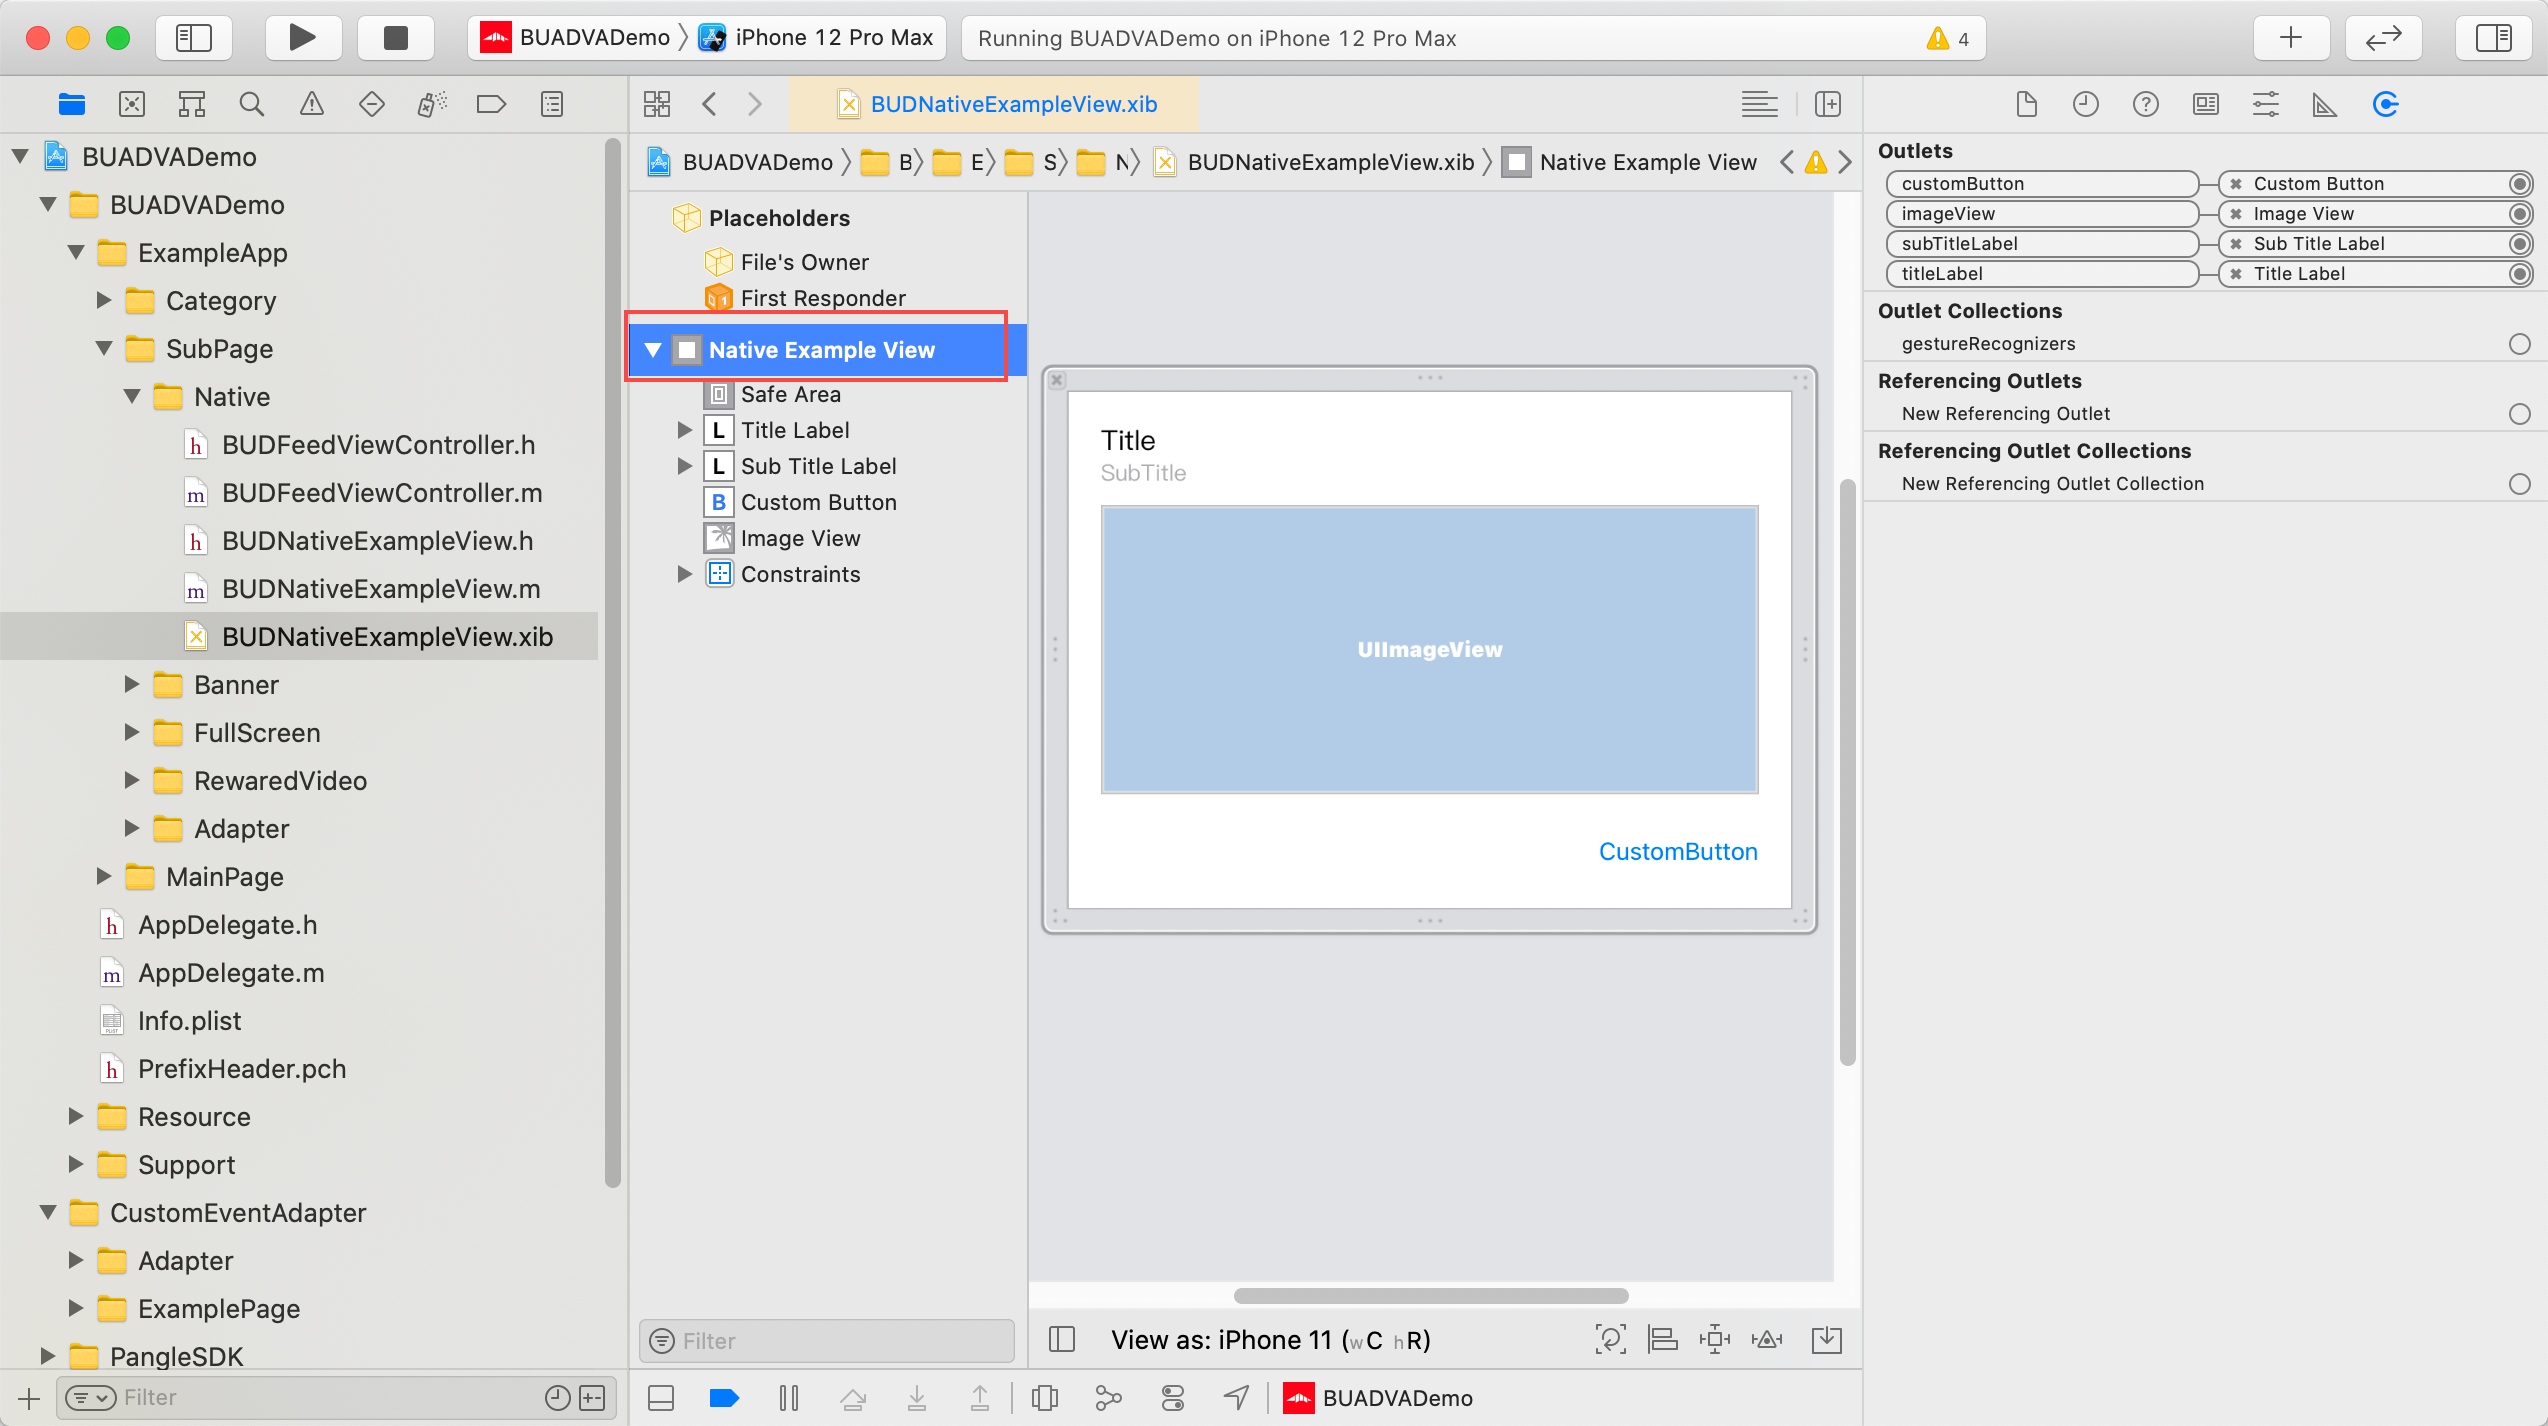 BUADVADemo 〉 iPhone 12 Pro Max
Running BUADVADemo on iPhone 12 Pro Max
4
BUADVADemo
BUADVADemo
ExampleApp
Category
SubPage
Native
h BUDFeedViewController.h
m BUDFeedViewController.m
h BUDNativeExampleView.h
m BUDNativeExampleView.m
BUDNativeExampleView.xib
Banner
FullScreen
RewaredVideo
Adapter
MainPage
h AppDelegate.h
m AppDelegate.m
Info.plist
h PrefixHeader.pch
Resource
Support
CustomEventAdapter
Adapter
ExamplePage
PangleSDK
Filter
BUDNativeExampleView.xib
BUADVADemo 〉 B 〉 E 〉 S 〉 N 〉 BUDNativeExampleView.xib 〉 Native Example View
Placeholders
File's Owner
First Responder
Native Example View
Safe Area
L Title Label
L Sub Title Label
B Custom Button
Image View
Constraints
Filter
Title
SubTitle
UIImageView
CustomButton
View as: iPhone 11 (wC hR)
BUADVADemo
Outlets
customButton Custom Button
imageView Image View
subTitleLabel Sub Title Label
titleLabel Title Label
Outlet Collections
gestureRecognizers
Referencing Outlets
New Referencing Outlet
Referencing Outlet Collections
New Referencing Outlet Collection